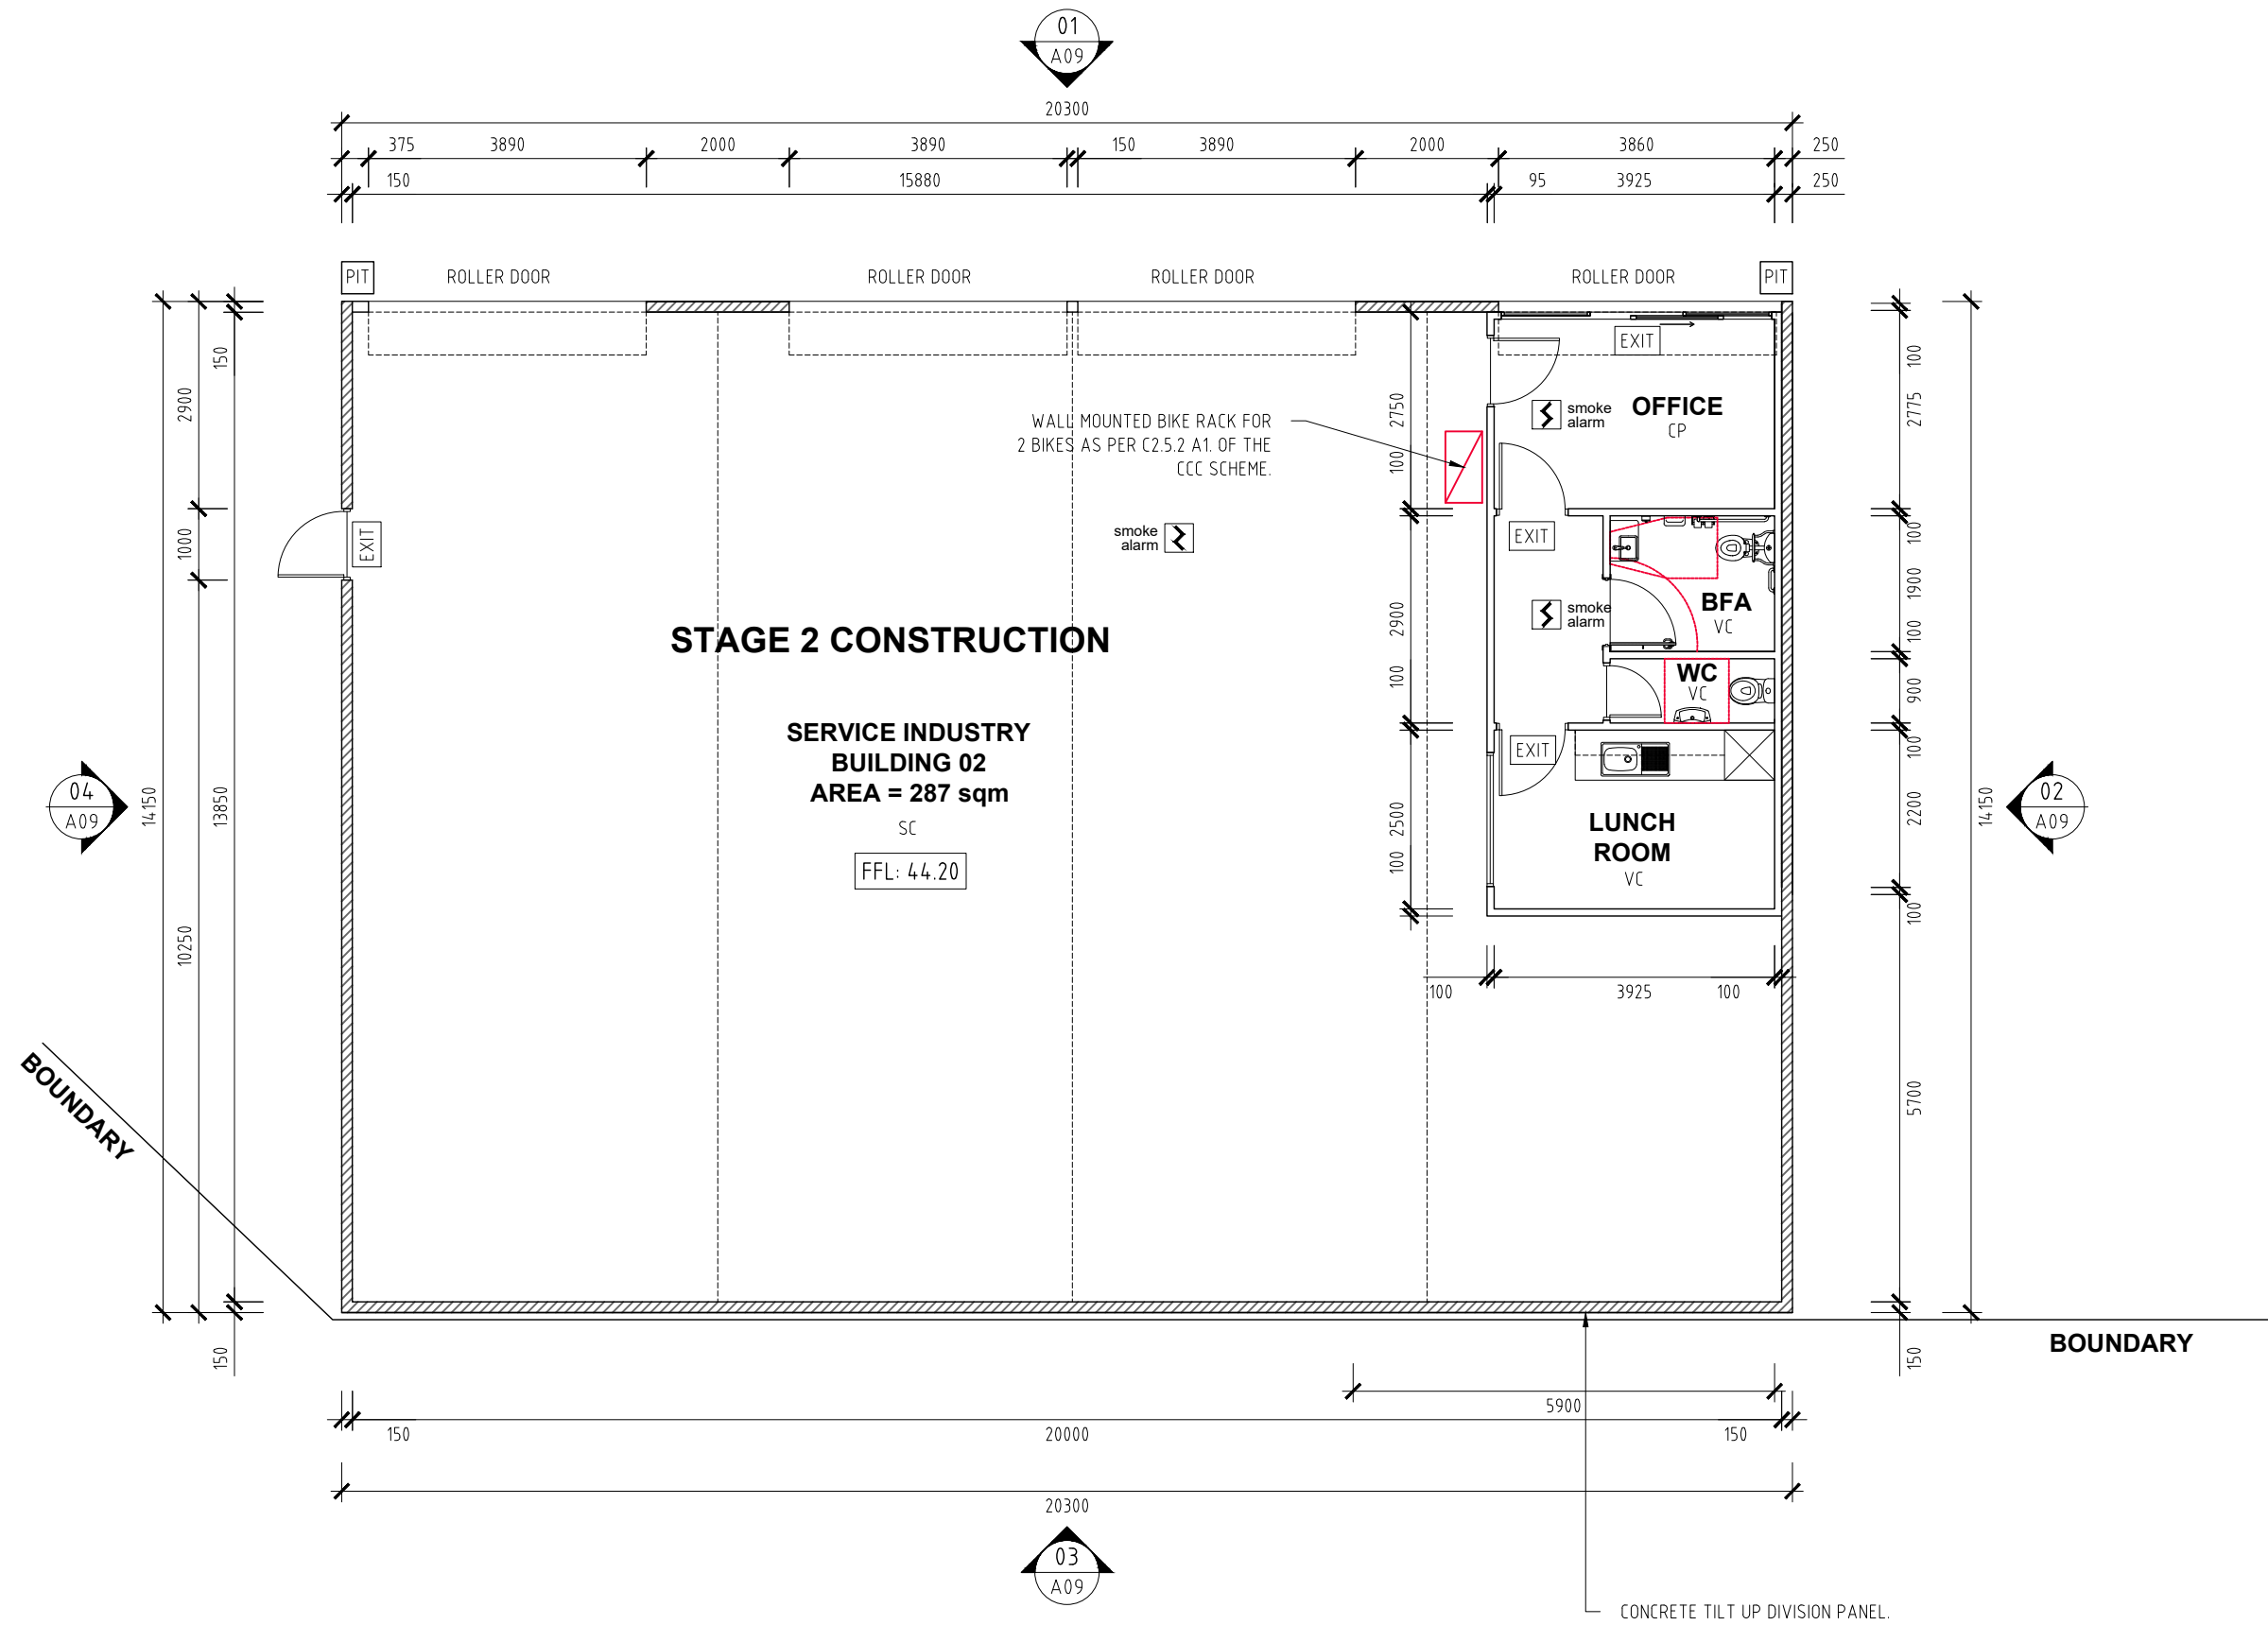 01
A09
20300
375 3890 2000 3890 150 3890 2000 3860 250
150 15880 95 3925 250
PIT ROLLER DOOR ROLLER DOOR ROLLER DOOR ROLLER DOOR PIT
EXIT
OFFICE
CP
smoke
alarm
WALL MOUNTED BIKE RACK FOR
2 BIKES AS PER C2.5.2 A1. OF THE
CCC SCHEME.
smoke
alarm
EXIT
EXIT
smoke
alarm
BFA
VC
WC
VC
EXIT
LUNCH
ROOM
VC
STAGE 2 CONSTRUCTION
SERVICE INDUSTRY
BUILDING 02
AREA = 287 sqm
SC
FFL: 44.20
2750
100
2900
100
2500
100
100 3925 100
150
2900
1000
14150
13850
10250
150
04
A09
100
2775
100
1900
100
900
100
2200
100
5700
150
14150
02
A09
BOUNDARY
BOUNDARY
5900
150 20000 150
20300
03
A09
CONCRETE TILT UP DIVISION PANEL.